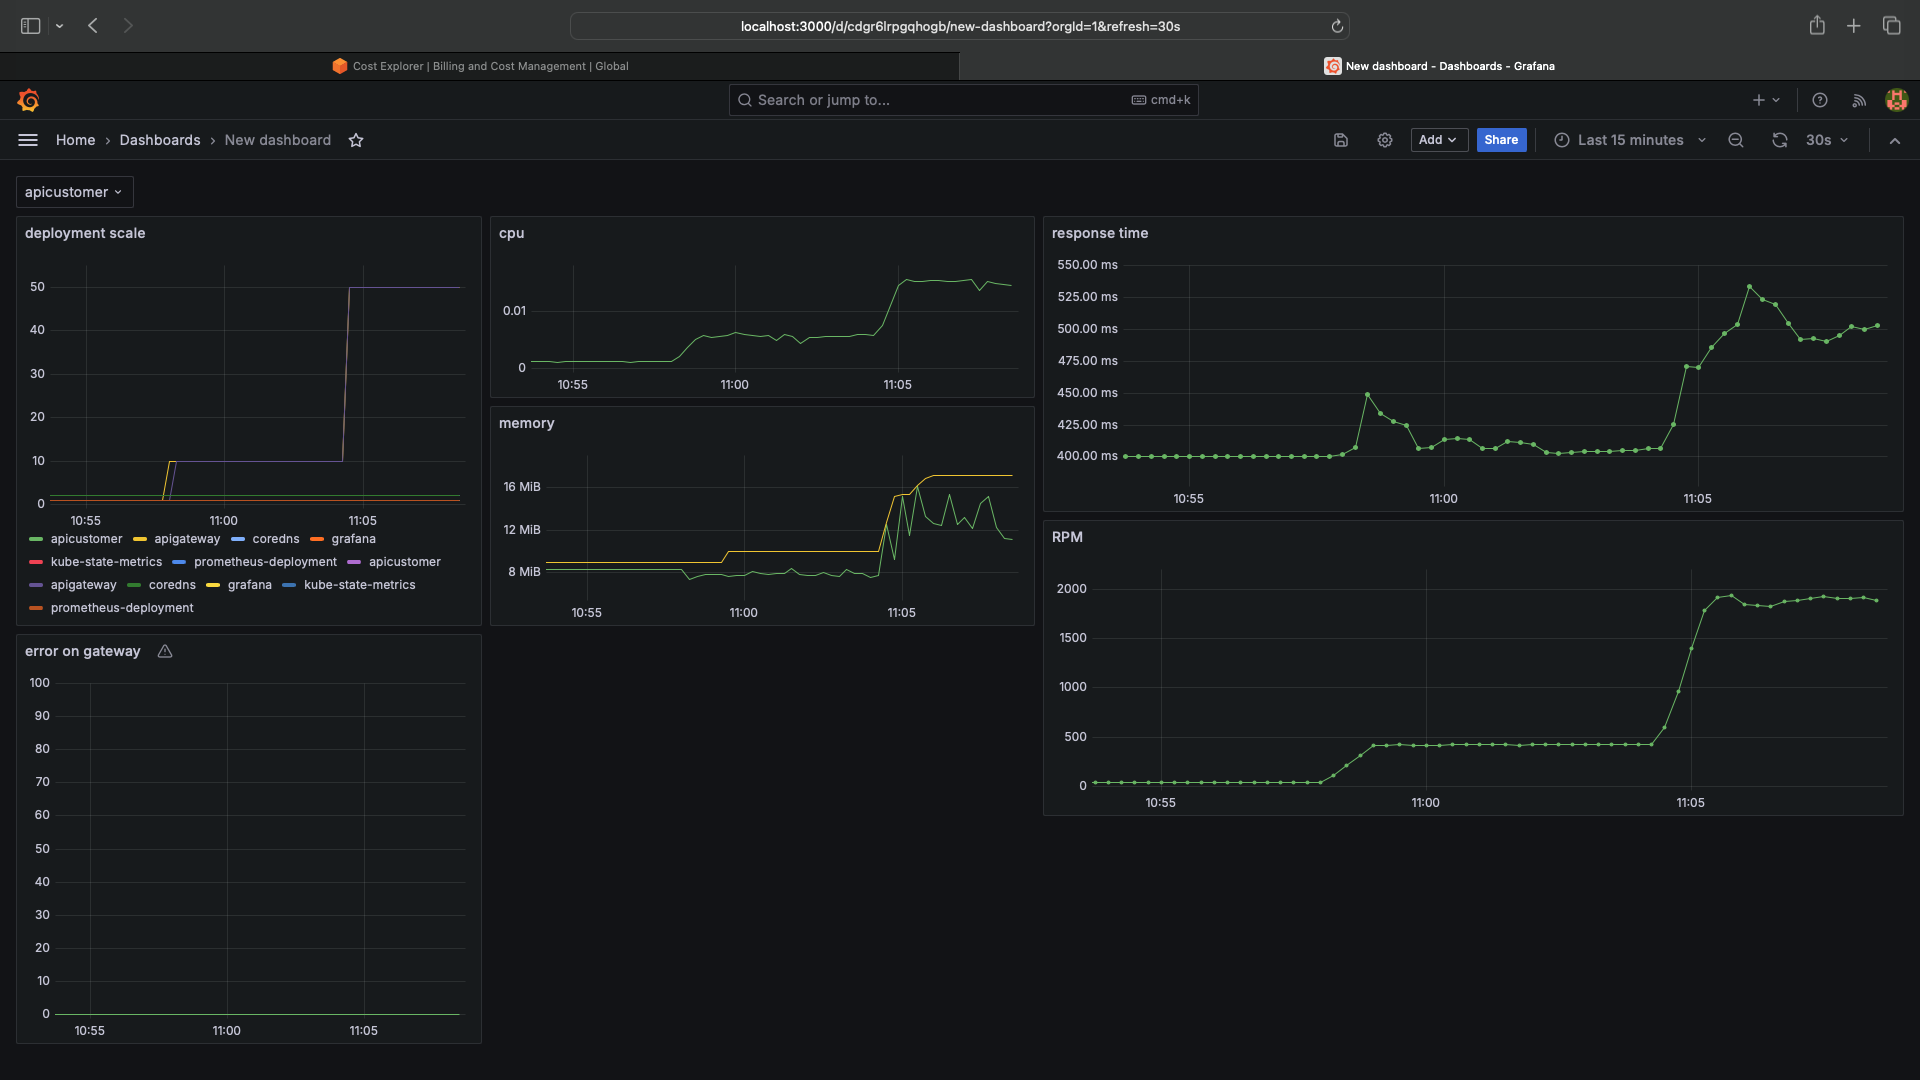 localhost:3000/d/cdgr6lrpgqhogb/new-dashboard?orgId=1&refresh=30s
Cost Explorer | Billing and Cost Management | Global
New dashboard - Dashboards - Grafana
Search or jump to...
cmd+k
Home › Dashboards › New dashboard
Add
Share
Last 15 minutes
30s
apicustomer
deployment scale
50
40
30
20
10
0
10:55 11:00 11:05
apicustomer apigateway coredns grafana
kube-state-metrics prometheus-deployment apicustomer
apigateway coredns grafana kube-state-metrics
prometheus-deployment
cpu
0.01
0
10:55 11:00 11:05
memory
16 MiB
12 MiB
8 MiB
10:55 11:00 11:05
response time
550.00 ms
525.00 ms
500.00 ms
475.00 ms
450.00 ms
425.00 ms
400.00 ms
10:55 11:00 11:05
RPM
2000
1500
1000
500
0
10:55 11:00 11:05
error on gateway
100
90
80
70
60
50
40
30
20
10
0
10:55 11:00 11:05